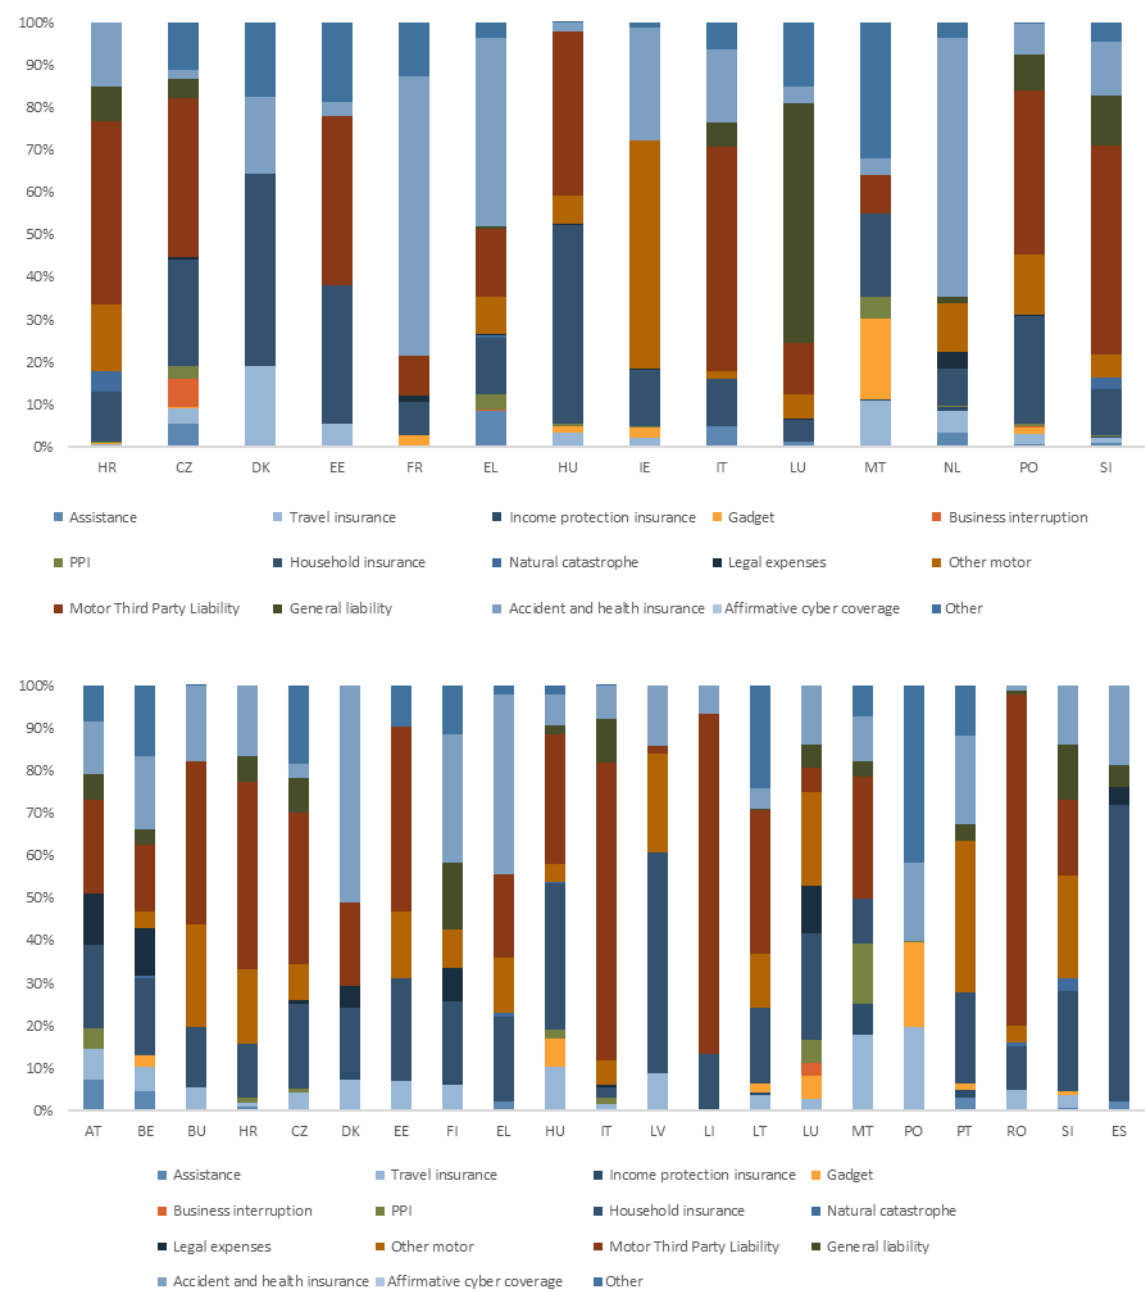 100%
90%
80%
70%
60%
50%
40%
30%
20%
10%
0%
HR CZ DK EE FR EL HU IE IT LU MT NL PO SI
Assistance Travel insurance Income protection insurance Gadget Business interruption
PPI Household insurance Natural catastrophe Legal expenses Other motor
Motor Third Party Liability General liability Accident and health insurance Affirmative cyber coverage Other
100%
90%
80%
70%
60%
50%
40%
30%
20%
10%
0%
AT BE BU HR CZ DK EE FI EL HU IT LV LI LT LU MT PO PT RO SI ES
Assistance Travel insurance Income protection insurance Gadget
Business interruption PPI Household insurance Natural catastrophe
Legal expenses Other motor Motor Third Party Liability General liability
Accident and health insurance Affirmative cyber coverage Other